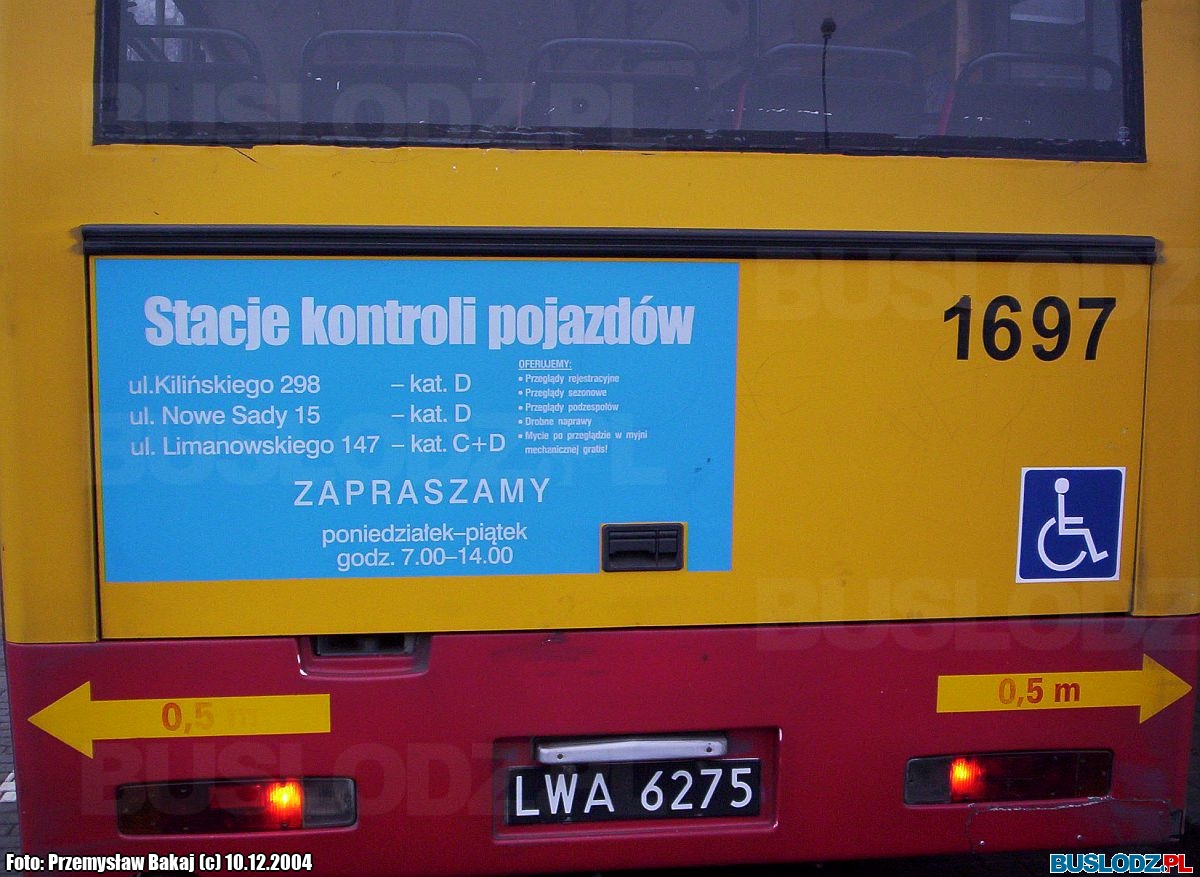 BUSLODZ.PL
Stacje kontroli pojazdów
1697
ul.Kilińskiego 298 – kat. D
ul. Nowe Sady 15 – kat. D
ul. Limanowskiego 147 – kat. C+D
OFERUJEMY:
• Przeglądy rejestracyjne
• Przeglądy sezonowe
• Przeglądy podzespołów
• Drobne naprawy
• Mycie po przeglądzie w myjni
mechanicznej gratis!
ZAPRASZAMY
poniedziałek–piątek
godz. 7.00–14.00
0,5 m
0,5 m
LWA 6275
Foto: Przemysław Bakaj (c) 10.12.2004
BUSLODZ.PL